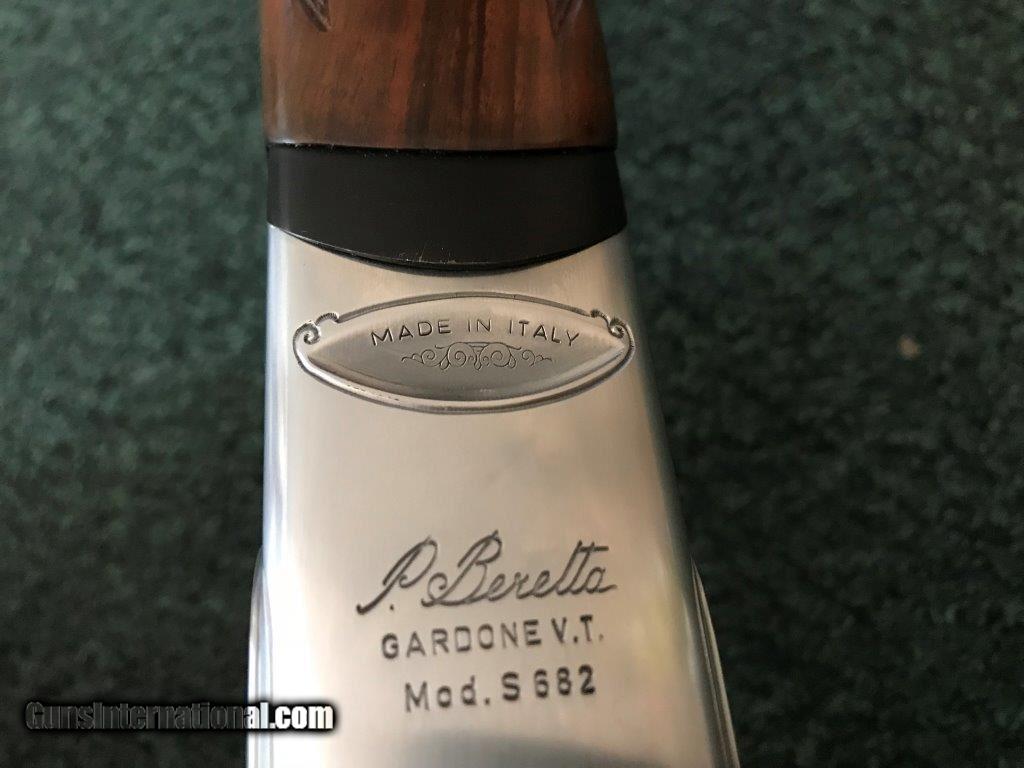 MADE IN ITALY
P. Beretta
GARDONE V.T.
Mod. S 682
GunsInternational.com